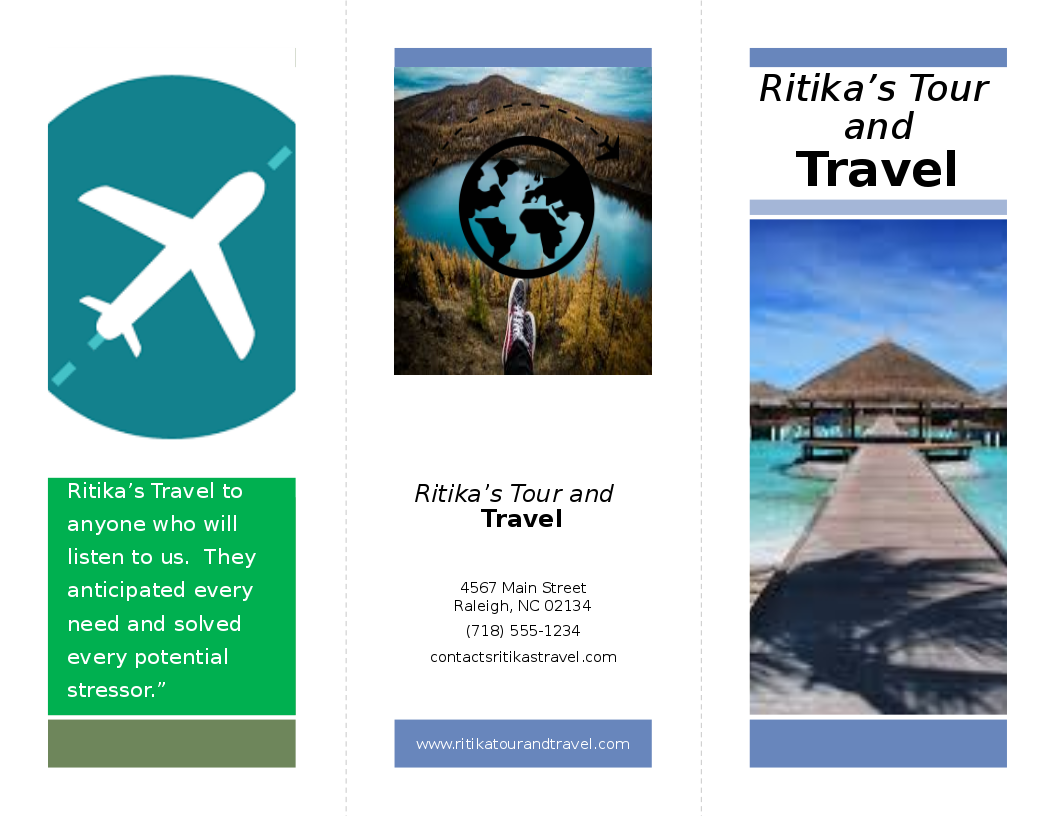 Ritika’s Travel to
anyone who will
listen to us.  They
anticipated every
need and solved
every potential
stressor.”
Ritika’s Tour and
Travel
4567 Main Street
Raleigh, NC 02134
(718) 555-1234
contactsritikastravel.com
www.ritikatourandtravel.com
Ritika’s Tour
and
Travel